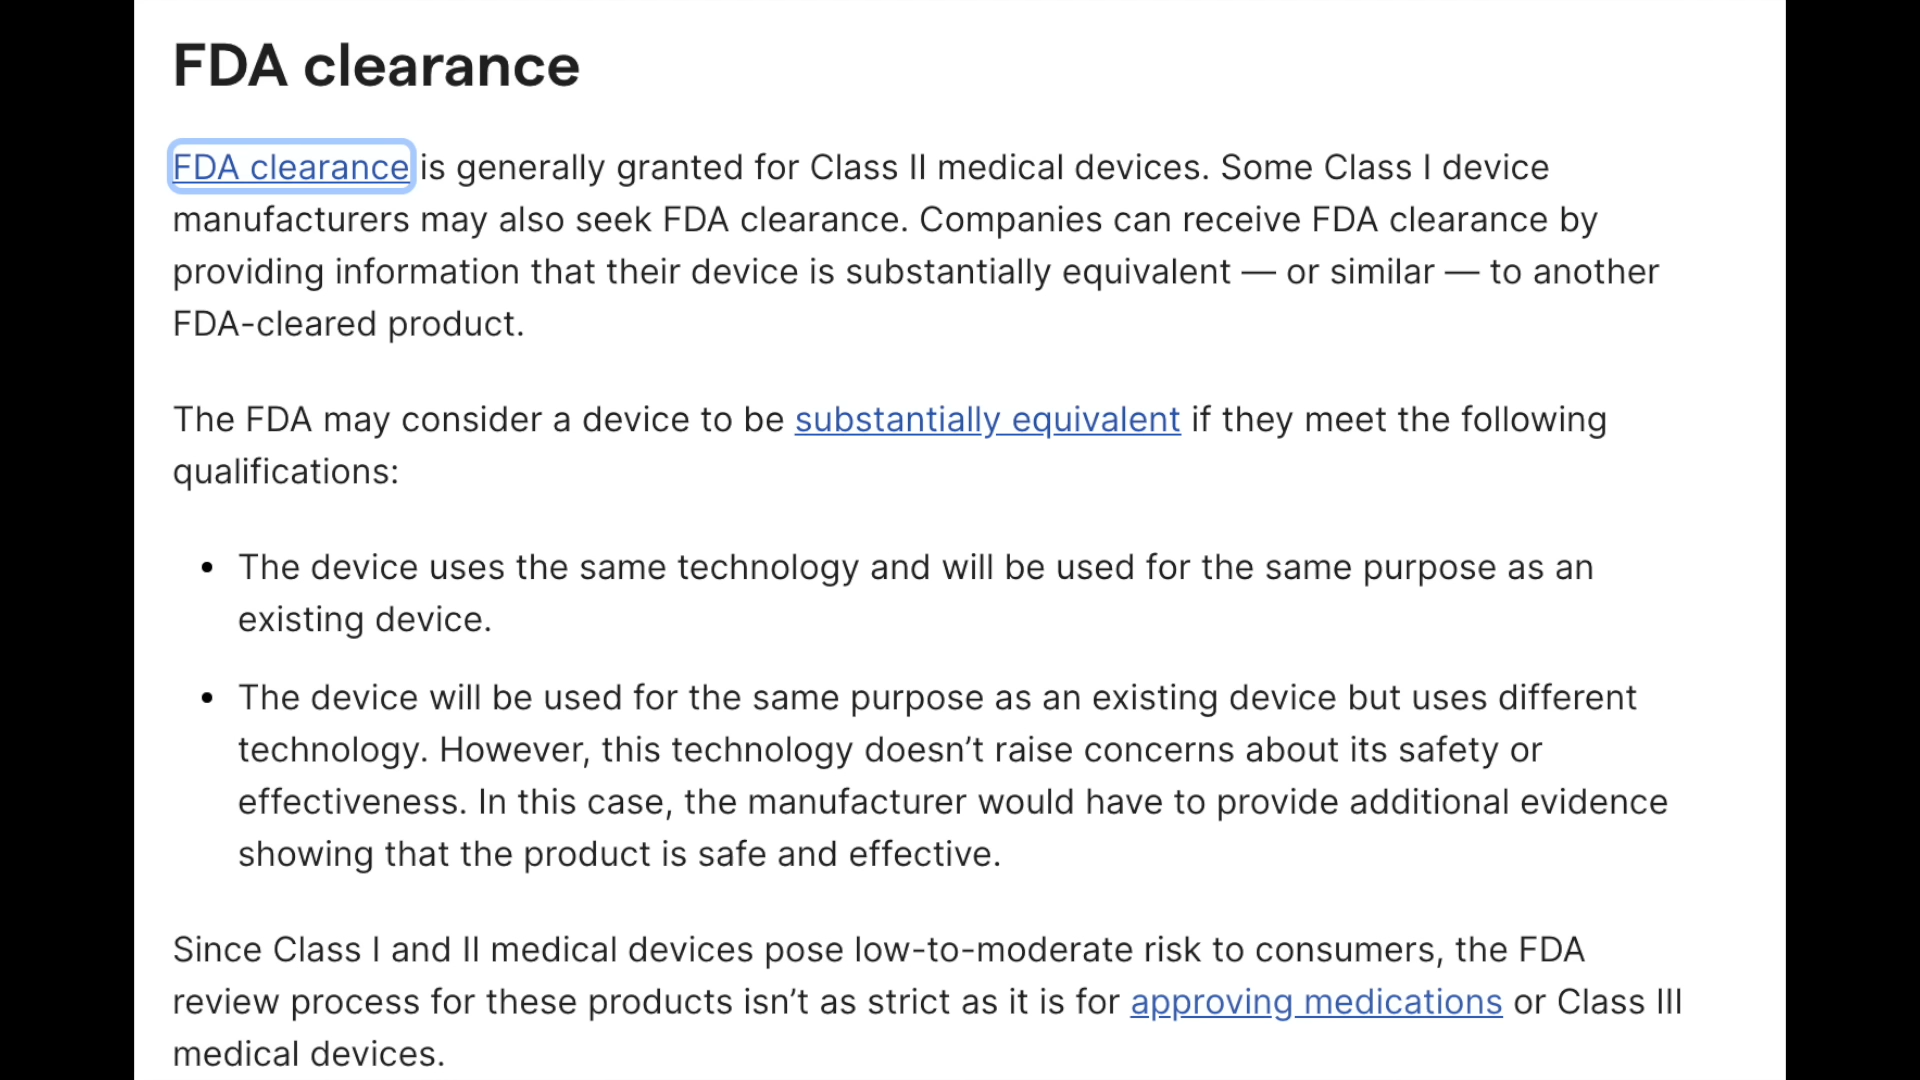 FDA clearance
FDA clearance is generally granted for Class II medical devices. Some Class I device
manufacturers may also seek FDA clearance. Companies can receive FDA clearance by
providing information that their device is substantially equivalent — or similar — to another
FDA-cleared product.
The FDA may consider a device to be substantially equivalent if they meet the following
qualifications:
• The device uses the same technology and will be used for the same purpose as an
existing device.
• The device will be used for the same purpose as an existing device but uses different
technology. However, this technology doesn’t raise concerns about its safety or
effectiveness. In this case, the manufacturer would have to provide additional evidence
showing that the product is safe and effective.
Since Class I and II medical devices pose low-to-moderate risk to consumers, the FDA
review process for these products isn’t as strict as it is for approving medications or Class III
medical devices.